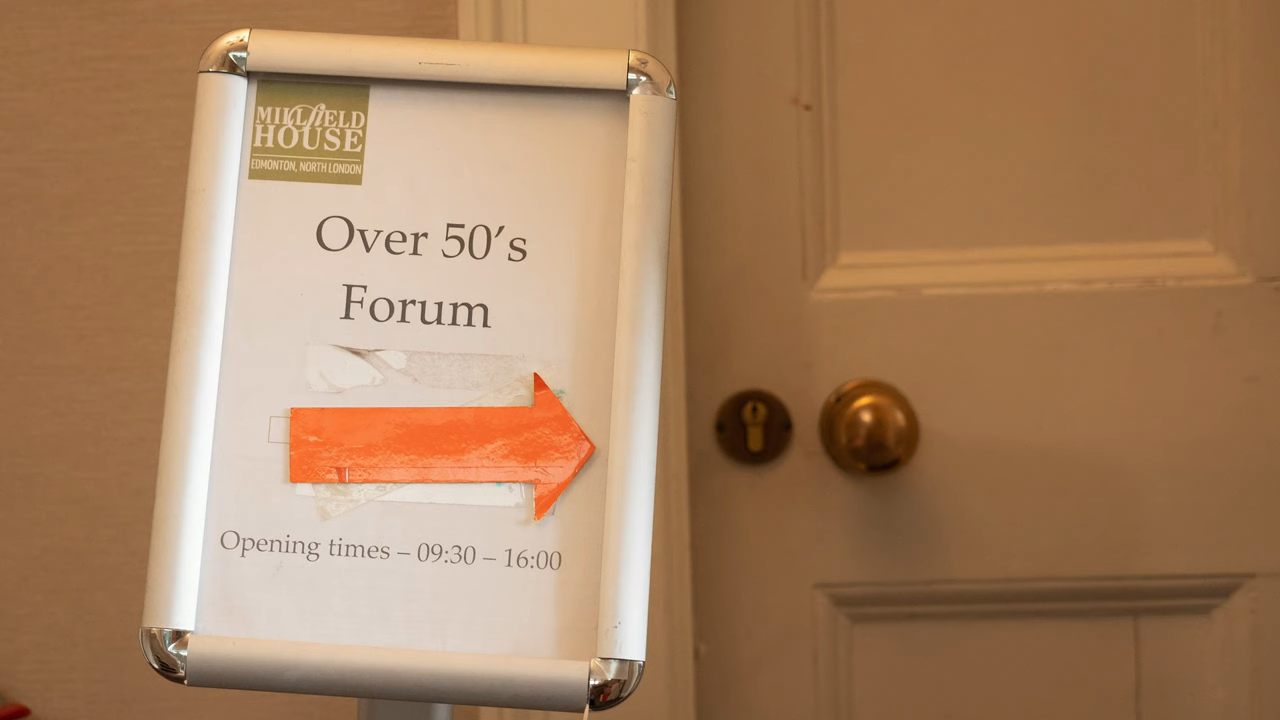 MILLfiELD
HOUSE
EDMONTON, NORTH LONDON
Over 50’s
Forum
Opening times – 09:30 – 16:00